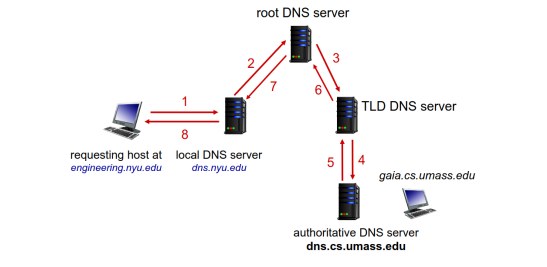 root DNS server
2
3
7
6
1
TLD DNS server
8
requesting host at
engineering.nyu.edu
local DNS server
dns.nyu.edu
5
4
gaia.cs.umass.edu
authoritative DNS server
dns.cs.umass.edu